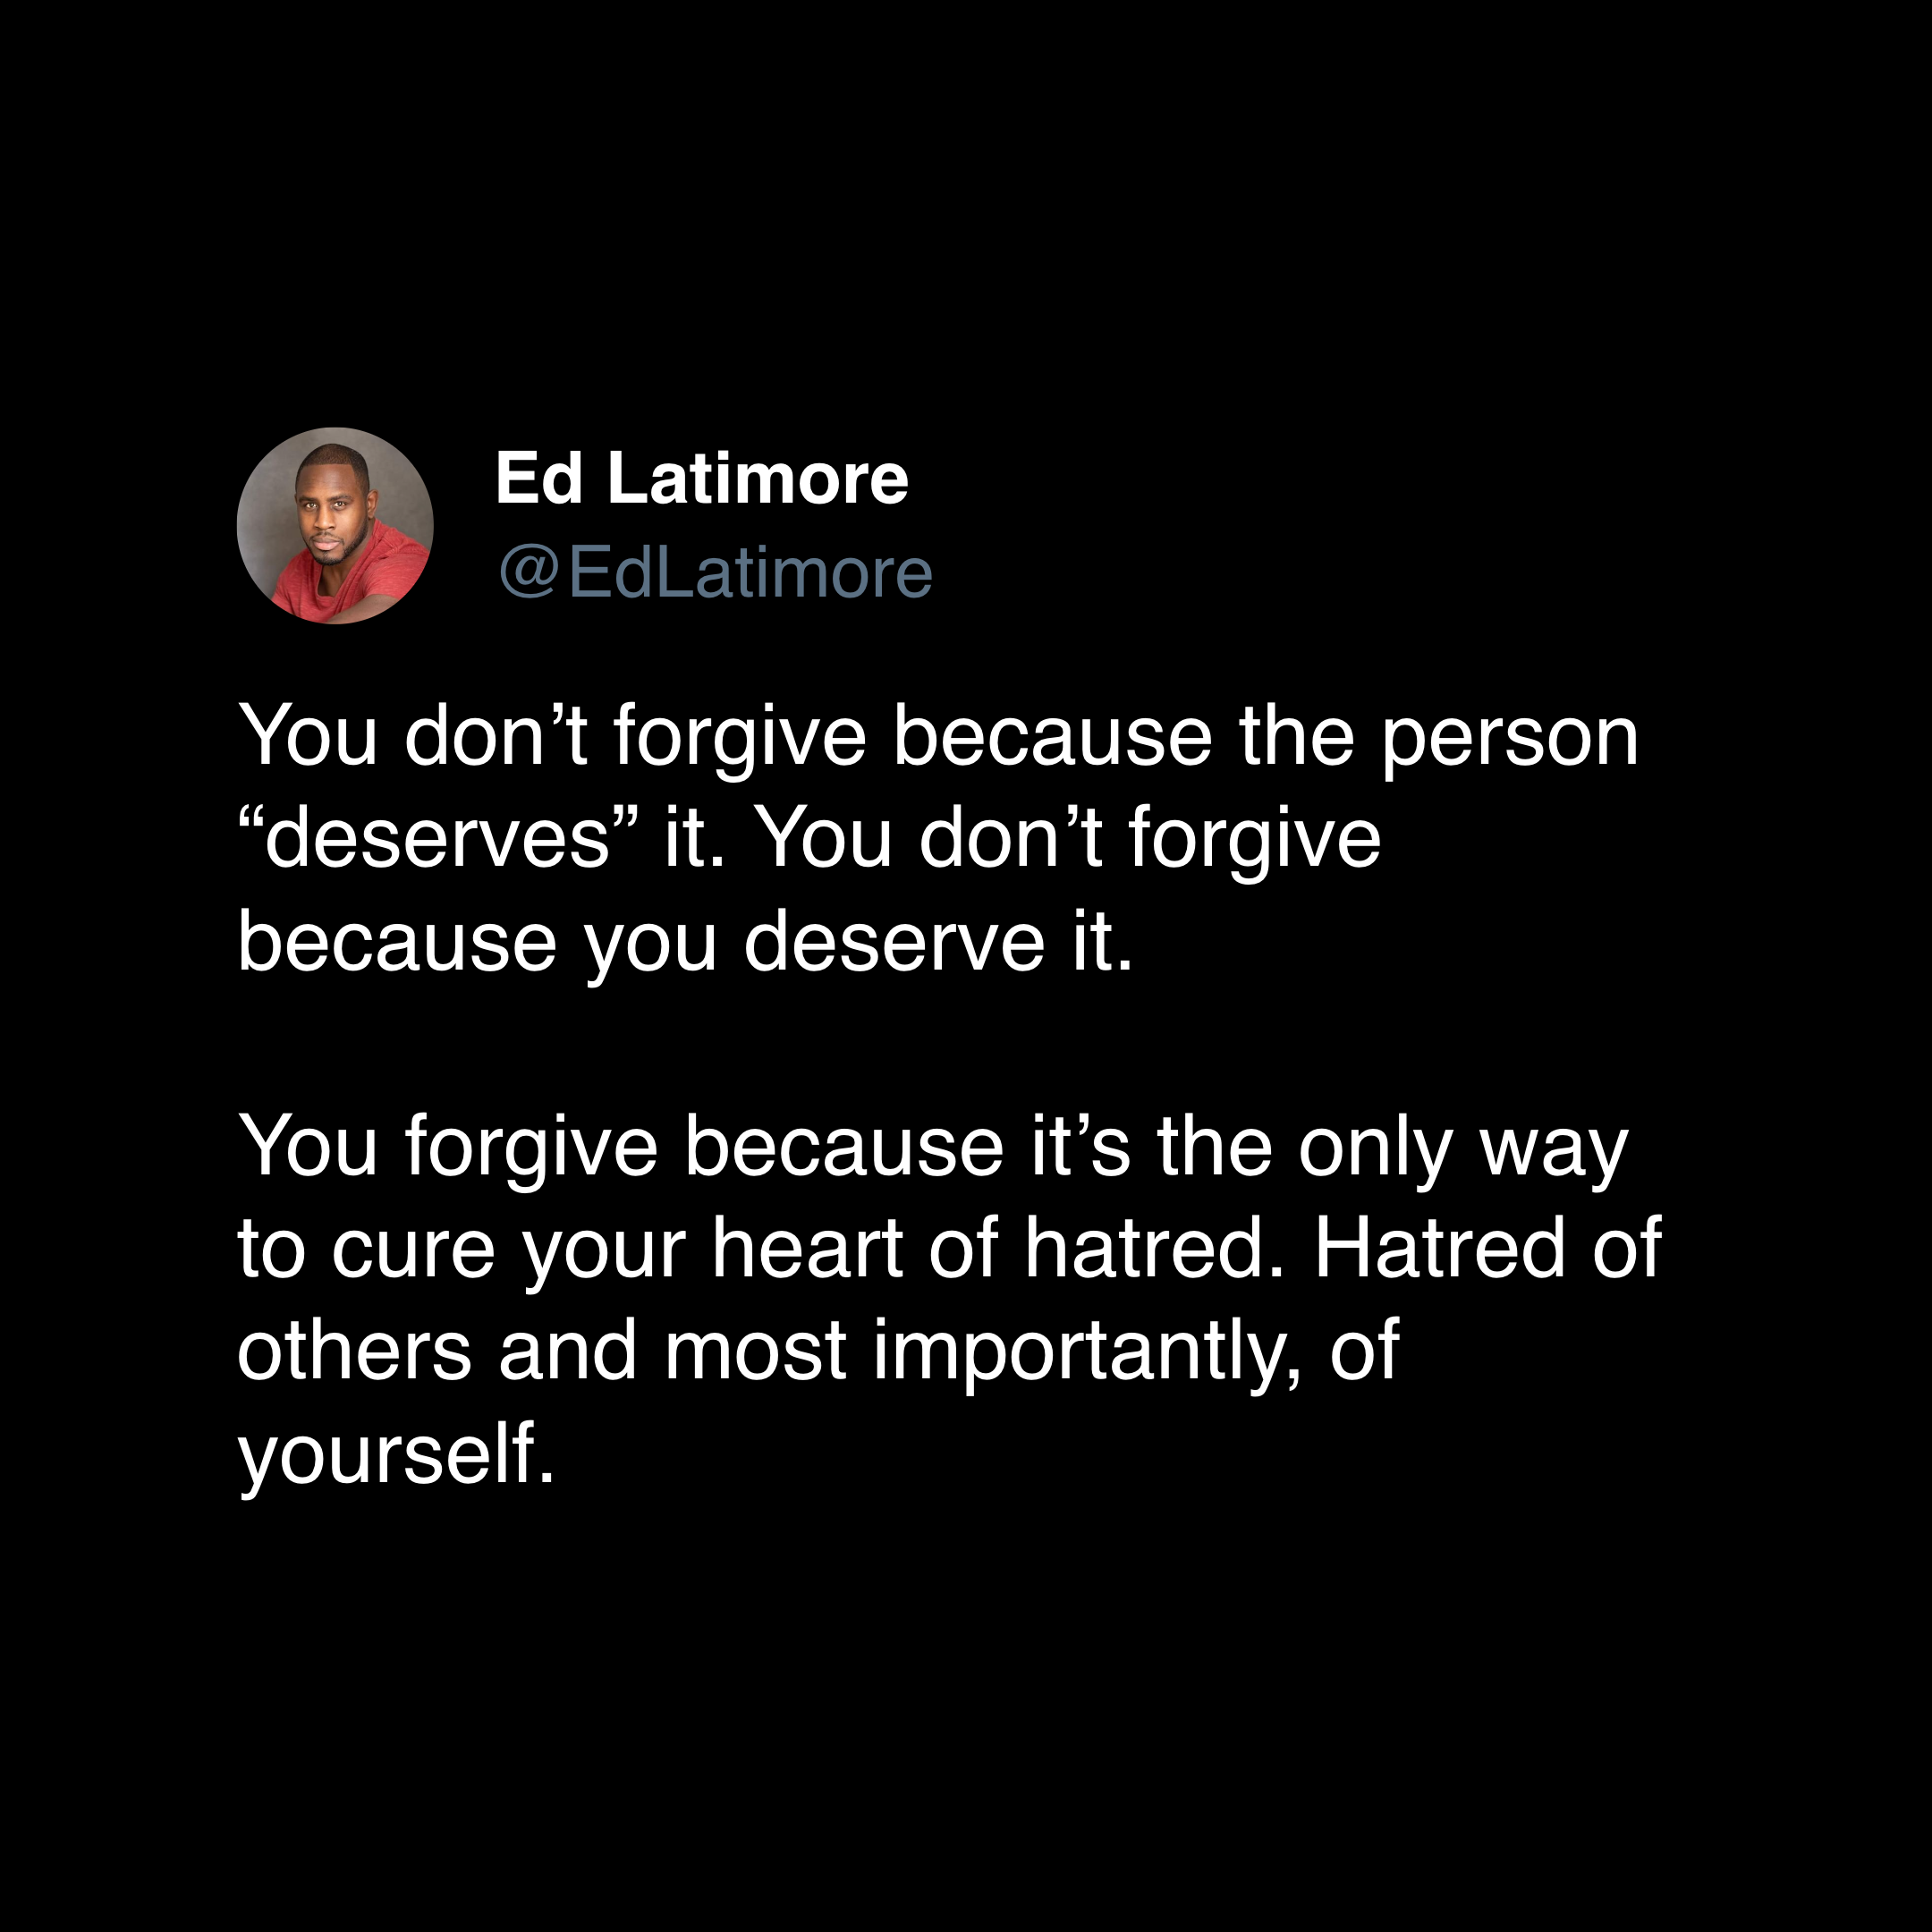 Ed Latimore
@EdLatimore
You don’t forgive because the person
“deserves” it. You don’t forgive
because you deserve it.
You forgive because it’s the only way
to cure your heart of hatred. Hatred of
others and most importantly, of
yourself.